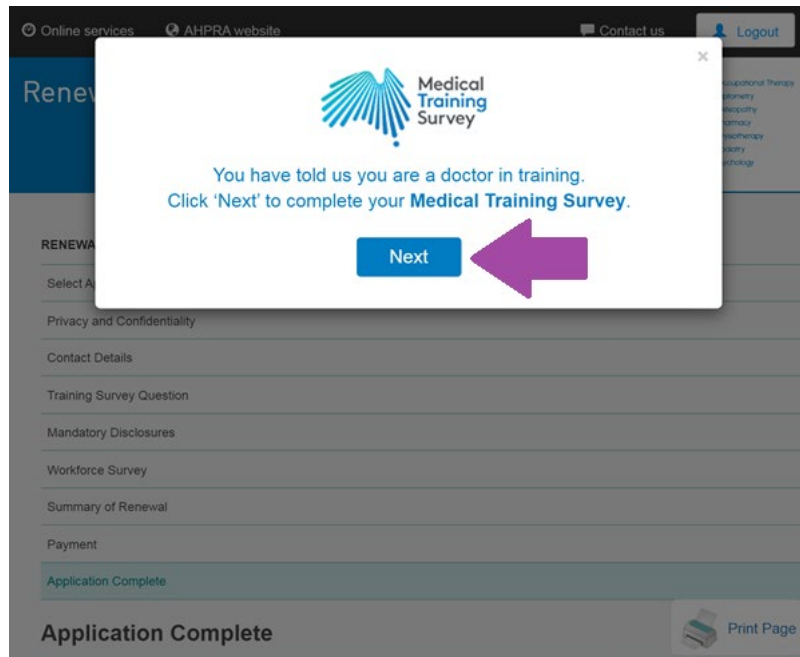 Online services AHPRA website Contact us Logout
Renew
Medical
Training
Survey
You have told us you are a doctor in training.
Click ‘Next’ to complete your Medical Training Survey.
Next
RENEWA
Select A
Privacy and Confidentiality
Contact Details
Training Survey Question
Mandatory Disclosures
Workforce Survey
Summary of Renewal
Payment
Application Complete
Application Complete
Print Page